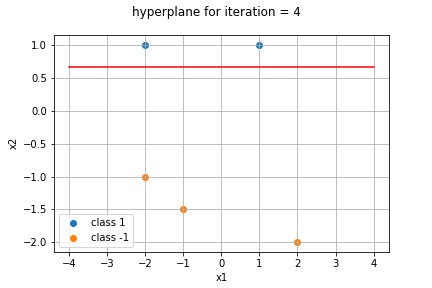 hyperplane for iteration = 4
1.0
0.5
0.0
−0.5
−1.0
−1.5
−2.0
x2
class 1
class -1
−4 −3 −2 −1 0 1 2 3 4
x1